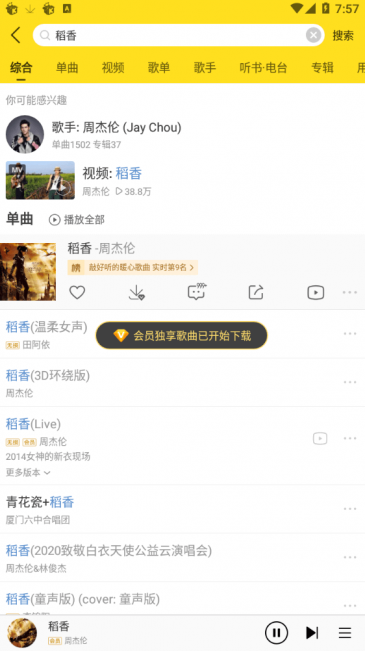 7:57
稻香
搜索
综合 单曲 视频 歌单 歌手 听书·电台 专辑
你可能感兴趣
歌手: 周杰伦 (Jay Chou)
单曲1502 专辑37
MV
视频: 稻香
周杰伦 38.8万
单曲 播放全部
稻香 -周杰伦
榜 敲好听的暖心歌曲 实时第9名 >
稻香(温柔女声)
田阿依
会员独享歌曲已开始下载
稻香(3D环绕版)
周杰伦
稻香(Live)
会员 周杰伦
2014女神的新衣现场
更多版本
青花瓷+稻香
厦门六中合唱团
稻香(2020致敬白衣天使公益云演唱会)
周杰伦&林俊杰
稻香(童声版) (cover: 童声版)
稻香
会员 周杰伦